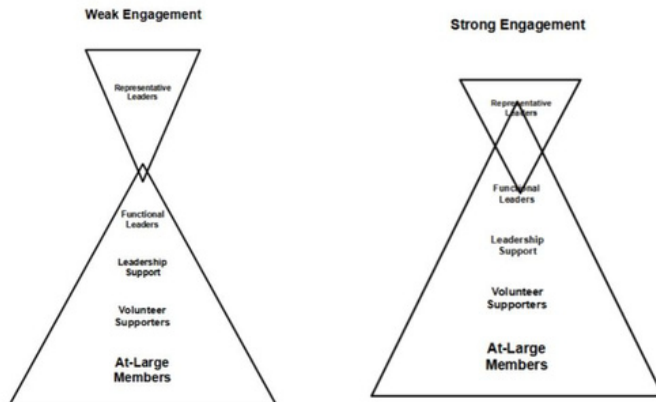 Weak Engagement
Representative
Leaders
Functional
Leaders
Leadership
Support
Volunteer
Supporters
At-Large
Members
Strong Engagement
Representative
Leaders
Functional
Leaders
Leadership
Support
Volunteer
Supporters
At-Large
Members